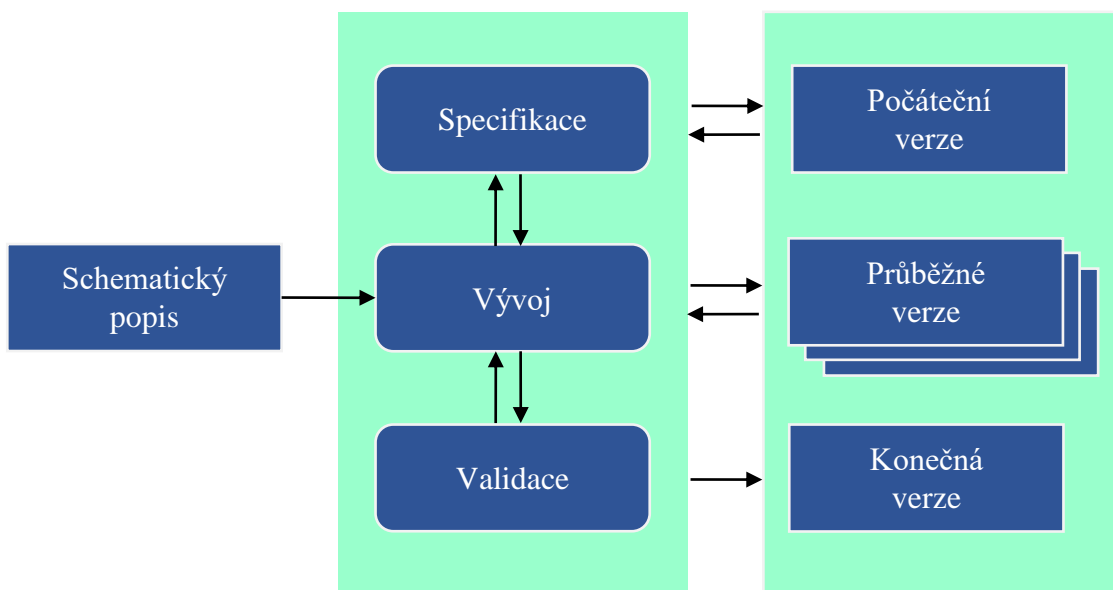 Specifikace
Počáteční
verze
Schematický
popis
Vývoj
Průběžné
verze
Validace
Konečná
verze